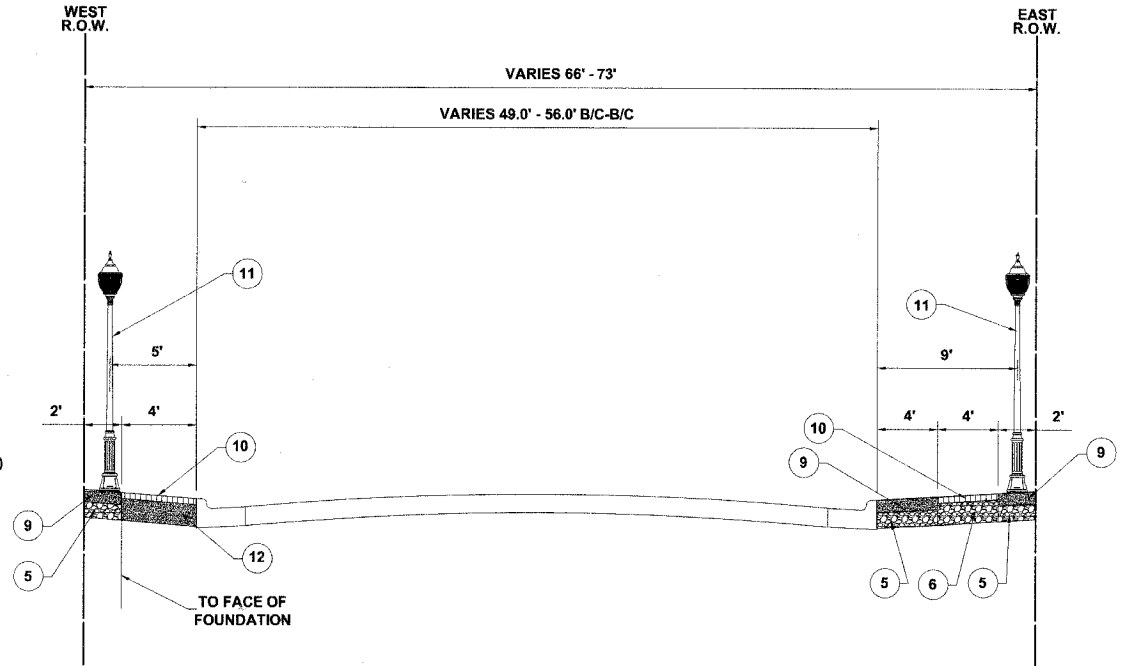 WEST
R.O.W.
EAST
R.O.W.
VARIES 66' - 73'
VARIES 49.0' - 56.0' B/C-B/C
11
11
5'
9'
2'
4'
4'
4'
2'
10
10
9
9
)
9
5
12
5
6
5
TO FACE OF
FOUNDATION